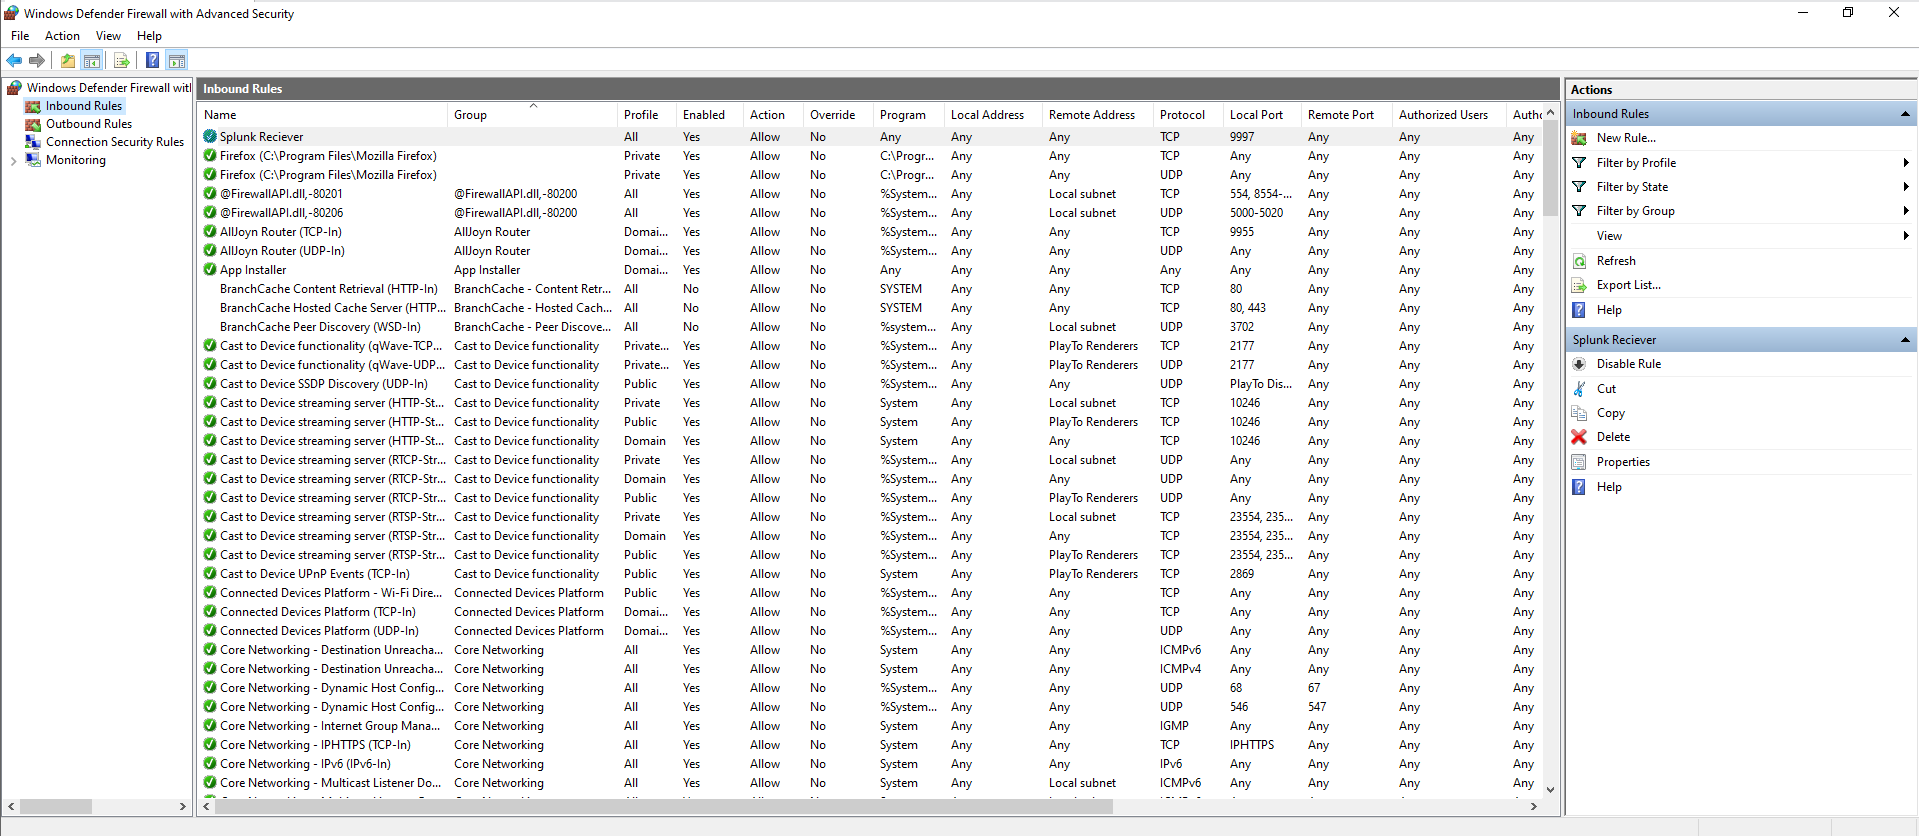 Windows Defender Firewall with Advanced Security
File Action View Help
Windows Defender Firewall wit
Inbound Rules
Outbound Rules
Connection Security Rules
Monitoring
Inbound Rules
Name Group Profile Enabled Action Override Program Local Address Remote Address Protocol Local Port Remote Port Authorized Users Autho
Splunk Reciever All Yes Allow No Any Any Any TCP 9997 Any Any Any
Firefox (C:\Program Files\Mozilla Firefox) Private Yes Allow No C:\Progr... Any Any TCP Any Any Any Any
Firefox (C:\Program Files\Mozilla Firefox) Private Yes Allow No C:\Progr... Any Any UDP Any Any Any Any
@FirewallAPI.dll,-80201 @FirewallAPI.dll,-80200 All Yes Allow No %System... Any Local subnet TCP 554, 8554-... Any Any Any
@FirewallAPI.dll,-80206 @FirewallAPI.dll,-80200 All Yes Allow No %System... Any Local subnet UDP 5000-5020 Any Any Any
AllJoyn Router (TCP-In) AllJoyn Router Domai... Yes Allow No %System... Any Any TCP 9955 Any Any Any
AllJoyn Router (UDP-In) AllJoyn Router Domai... Yes Allow No %System... Any Any UDP Any Any Any Any
App Installer App Installer Domai... Yes Allow No Any Any Any Any Any Any Any Any
BranchCache Content Retrieval (HTTP-In) BranchCache - Content Retr... All No Allow No SYSTEM Any Any TCP 80 Any Any Any
BranchCache Hosted Cache Server (HTTP... BranchCache - Hosted Cach... All No Allow No SYSTEM Any Any TCP 80, 443 Any Any Any
BranchCache Peer Discovery (WSD-In) BranchCache - Peer Discove... All No Allow No %system... Any Local subnet UDP 3702 Any Any Any
Cast to Device functionality (qWave-TCP... Cast to Device functionality Private... Yes Allow No %System... Any PlayTo Renderers TCP 2177 Any Any Any
Cast to Device functionality (qWave-UDP... Cast to Device functionality Private... Yes Allow No %System... Any PlayTo Renderers UDP 2177 Any Any Any
Cast to Device SSDP Discovery (UDP-In) Cast to Device functionality Public Yes Allow No %System... Any Any UDP PlayTo Dis... Any Any Any
Cast to Device streaming server (HTTP-St... Cast to Device functionality Private Yes Allow No System Any Local subnet TCP 10246 Any Any Any
Cast to Device streaming server (HTTP-St... Cast to Device functionality Public Yes Allow No System Any PlayTo Renderers TCP 10246 Any Any Any
Cast to Device streaming server (HTTP-St... Cast to Device functionality Domain Yes Allow No System Any Any TCP 10246 Any Any Any
Cast to Device streaming server (RTCP-Str... Cast to Device functionality Private Yes Allow No %System... Any Local subnet UDP Any Any Any Any
Cast to Device streaming server (RTCP-Str... Cast to Device functionality Domain Yes Allow No %System... Any Any UDP Any Any Any Any
Cast to Device streaming server (RTCP-Str... Cast to Device functionality Public Yes Allow No %System... Any PlayTo Renderers UDP Any Any Any Any
Cast to Device streaming server (RTSP-Str... Cast to Device functionality Private Yes Allow No %System... Any Local subnet TCP 23554, 235... Any Any Any
Cast to Device streaming server (RTSP-Str... Cast to Device functionality Domain Yes Allow No %System... Any Any TCP 23554, 235... Any Any Any
Cast to Device streaming server (RTSP-Str... Cast to Device functionality Public Yes Allow No %System... Any PlayTo Renderers TCP 23554, 235... Any Any Any
Cast to Device UPnP Events (TCP-In) Cast to Device functionality Public Yes Allow No System Any PlayTo Renderers TCP 2869 Any Any Any
Connected Devices Platform - Wi-Fi Dire... Connected Devices Platform Public Yes Allow No %System... Any Any TCP Any Any Any Any
Connected Devices Platform (TCP-In) Connected Devices Platform Domai... Yes Allow No %System... Any Any TCP Any Any Any Any
Connected Devices Platform (UDP-In) Connected Devices Platform Domai... Yes Allow No %System... Any Any UDP Any Any Any Any
Core Networking - Destination Unreacha... Core Networking All Yes Allow No System Any Any ICMPv6 Any Any Any Any
Core Networking - Destination Unreacha... Core Networking All Yes Allow No System Any Any ICMPv4 Any Any Any Any
Core Networking - Dynamic Host Config... Core Networking All Yes Allow No %System... Any Any UDP 68 67 Any Any
Core Networking - Dynamic Host Config... Core Networking All Yes Allow No %System... Any Any UDP 546 547 Any Any
Core Networking - Internet Group Mana... Core Networking All Yes Allow No System Any Any IGMP Any Any Any Any
Core Networking - IPHTTPS (TCP-In) Core Networking All Yes Allow No System Any Any TCP IPHTTPS Any Any Any
Core Networking - IPv6 (IPv6-In) Core Networking All Yes Allow No System Any Any IPv6 Any Any Any Any
Core Networking - Multicast Listener Do... Core Networking All Yes Allow No System Any Local subnet ICMPv6 Any Any Any Any
Actions
Inbound Rules
New Rule...
Filter by Profile
Filter by State
Filter by Group
View
Refresh
Export List...
Help
Splunk Reciever
Disable Rule
Cut
Copy
Delete
Properties
Help